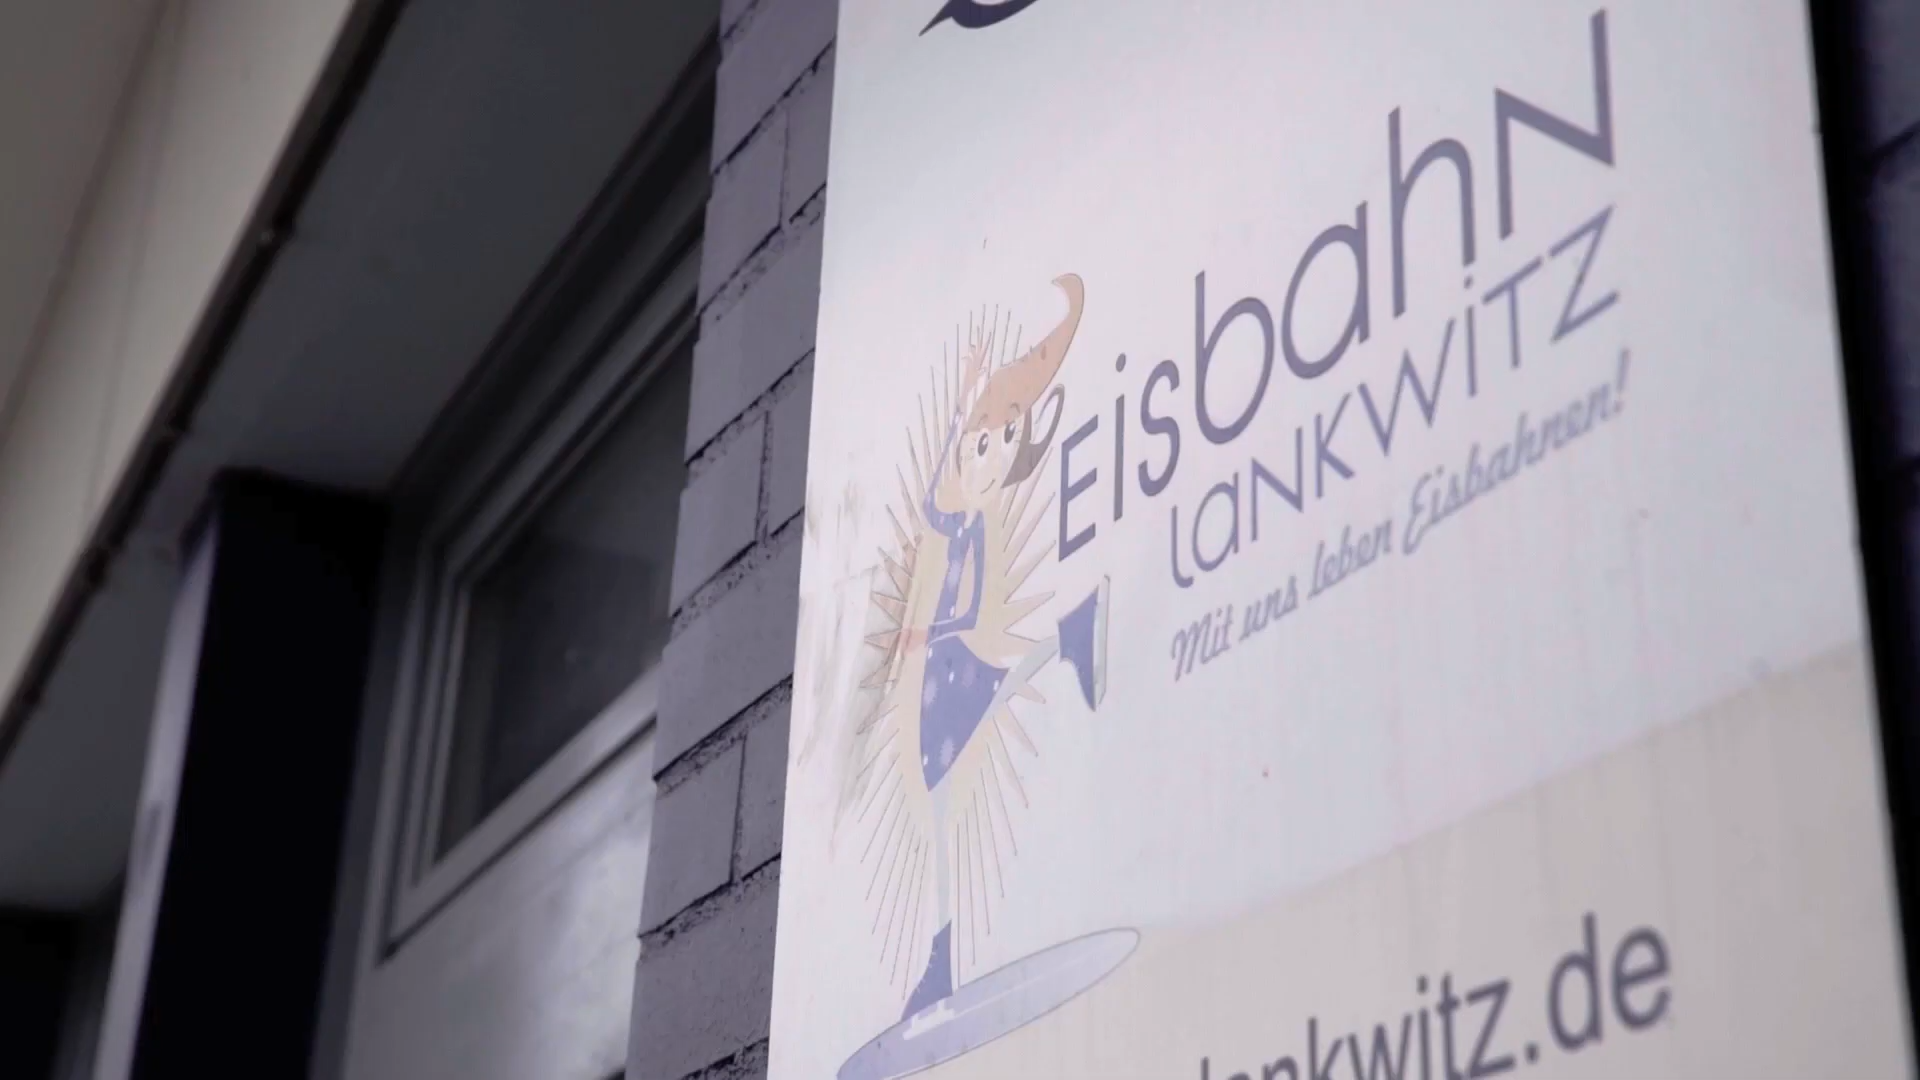 Eisbahn
Lankwitz
Mit uns leben Eisbahnen!
lankwitz.de